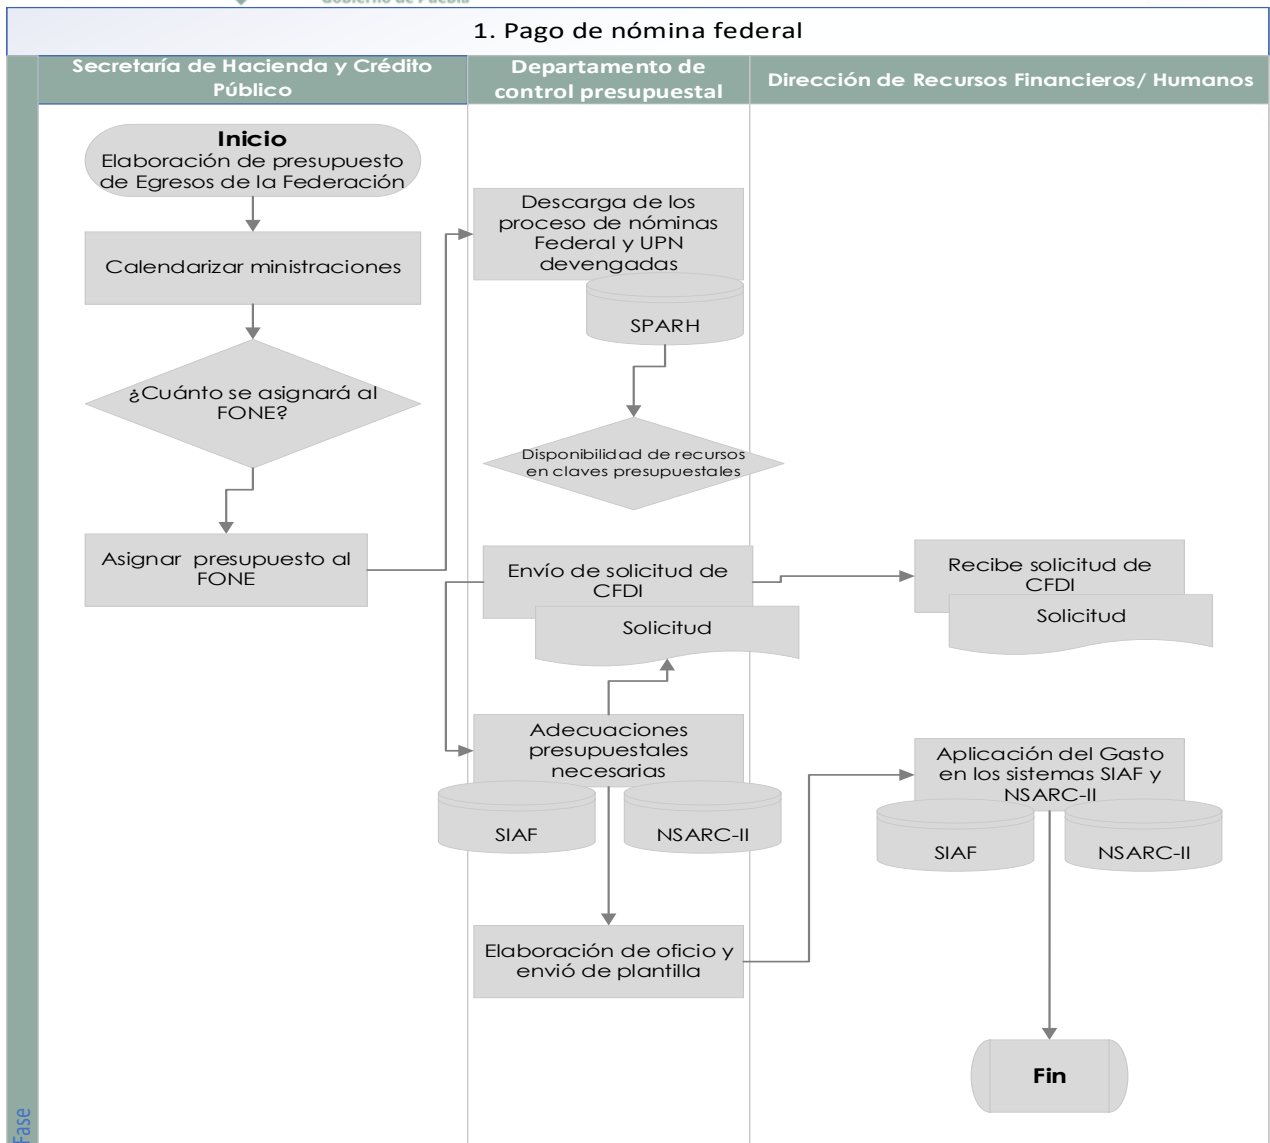 Gobierno de Puebla
1. Pago de nómina federal
Secretaría de Hacienda y Crédito
Público
Departamento de
control presupuestal
Dirección de Recursos Financieros/ Humanos
Inicio
Elaboración de presupuesto
de Egresos de la Federación
Calendarizar ministraciones
¿Cuánto se asignará al
FONE?
Asignar presupuesto al
FONE
Descarga de los
proceso de nóminas
Federal y UPN
devengadas
SPARH
Disponibilidad de recursos
en claves presupuestales
Envío de solicitud de
CFDI
Solicitud
Recibe solicitud de
CFDI
Solicitud
Adecuaciones
presupuestales
necesarias
SIAF
NSARC-II
Aplicación del Gasto
en los sistemas SIAF y
NSARC-II
SIAF
NSARC-II
Elaboración de oficio y
envió de plantilla
Fin
Fase